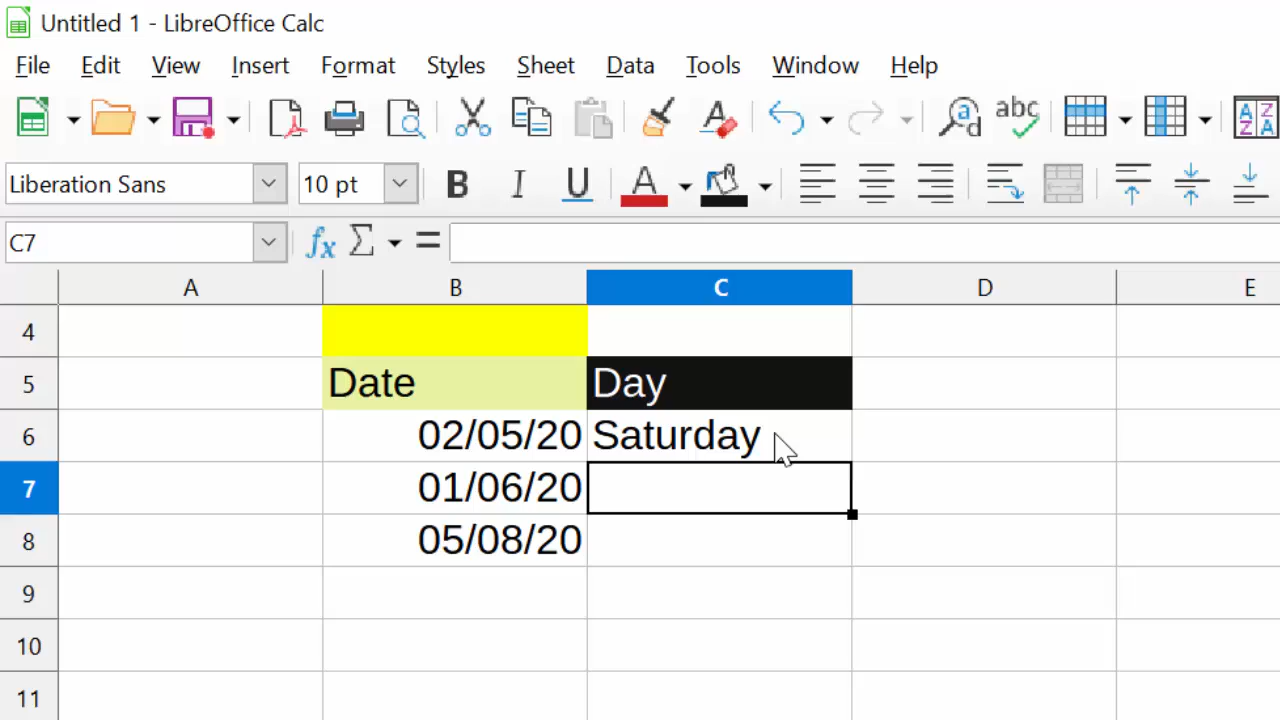 Untitled 1 - LibreOffice Calc
File Edit View Insert Format Styles Sheet Data Tools Window Help
abc A Z Z A
Liberation Sans 10 pt B I U A
C7 fx Σ =
A B C D E
4
5 Date Day
6 02/05/20 Saturday
7 01/06/20
8 05/08/20
9
10
11